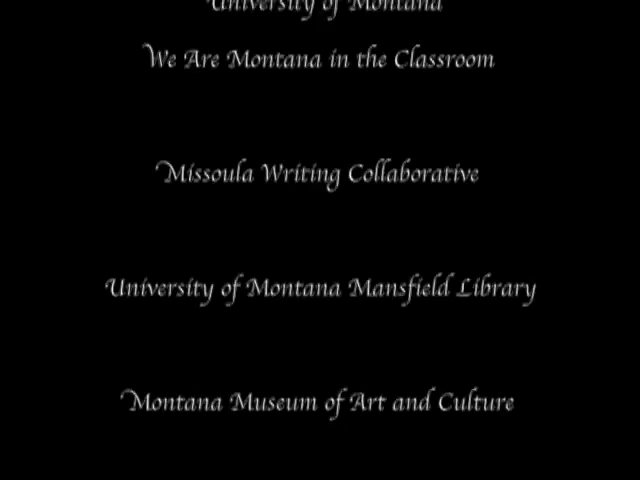 University of Montana
We Are Montana in the Classroom
Missoula Writing Collaborative
University of Montana Mansfield Library
Montana Museum of Art and Culture